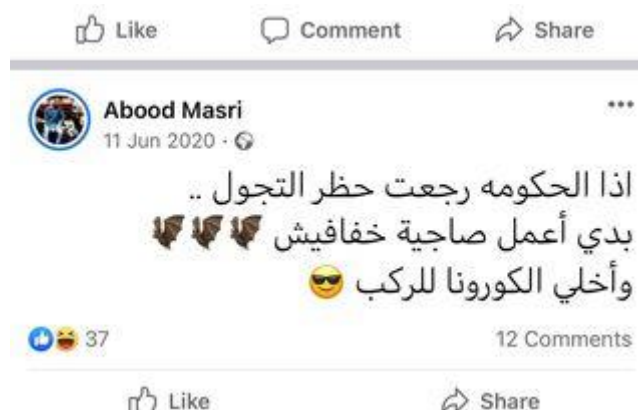 Like Comment Share
Abood Masri
11 Jun 2020 ·
اذا الحكومه رجعت حظر التجول ..
بدي أعمل صاجية خفافيش 🦇🦇🦇
وأخلي الكورونا للركب 😎
37 12 Comments
Like Share